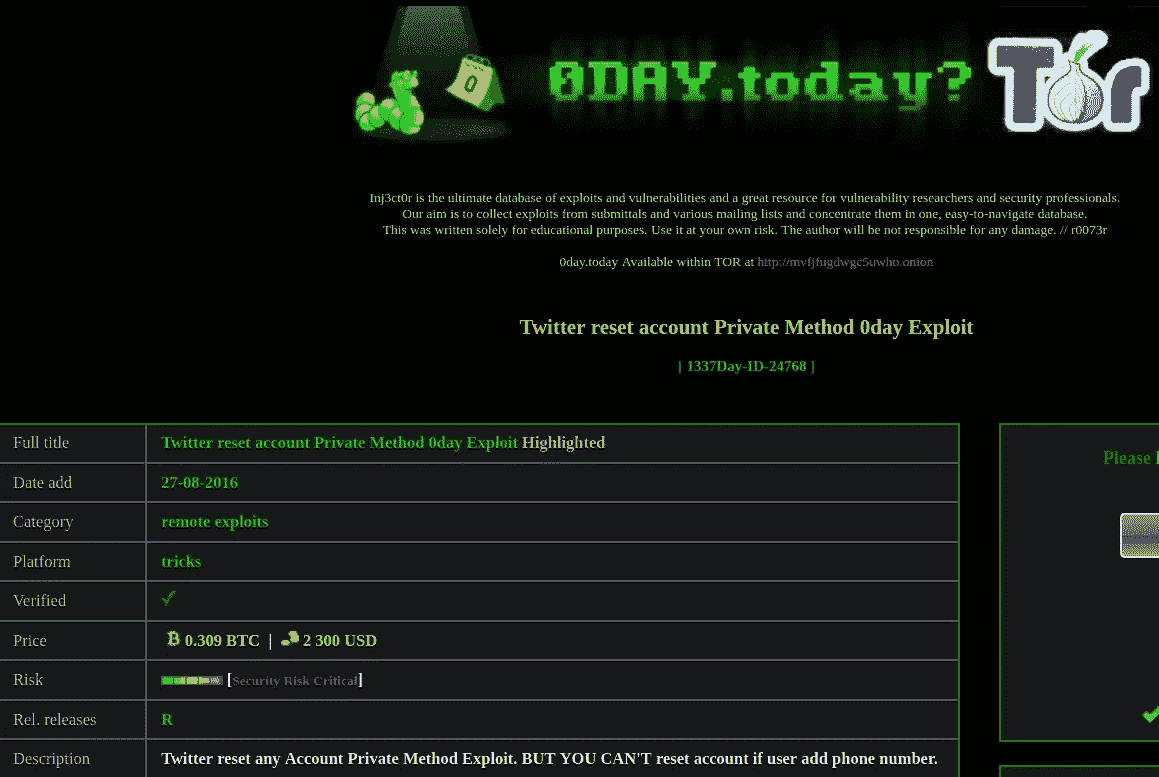 0DAY.today?
Tor
0
Inj3ct0r is the ultimate database of exploits and vulnerabilities and a great resource for vulnerability researchers and security professionals.
Our aim is to collect exploits from submittals and various mailing lists and concentrate them in one, easy-to-navigate database.
This was written solely for educational purposes. Use it at your own risk. The author will be not responsible for any damage. // r0073r
0day.today Available within TOR at http://mvfjfugdwgc5uwho.onion
Twitter reset account Private Method 0day Exploit
[ 1337Day-ID-24768 ]
Full title Twitter reset account Private Method 0day Exploit Highlighted
Please
Date add 27-08-2016
Category remote exploits
Platform tricks
Verified ✓
Price 0.309 BTC | 2 300 USD
Risk [Security Risk Critical]
Rel. releases R
Description Twitter reset any Account Private Method Exploit. BUT YOU CAN'T reset account if user add phone number.